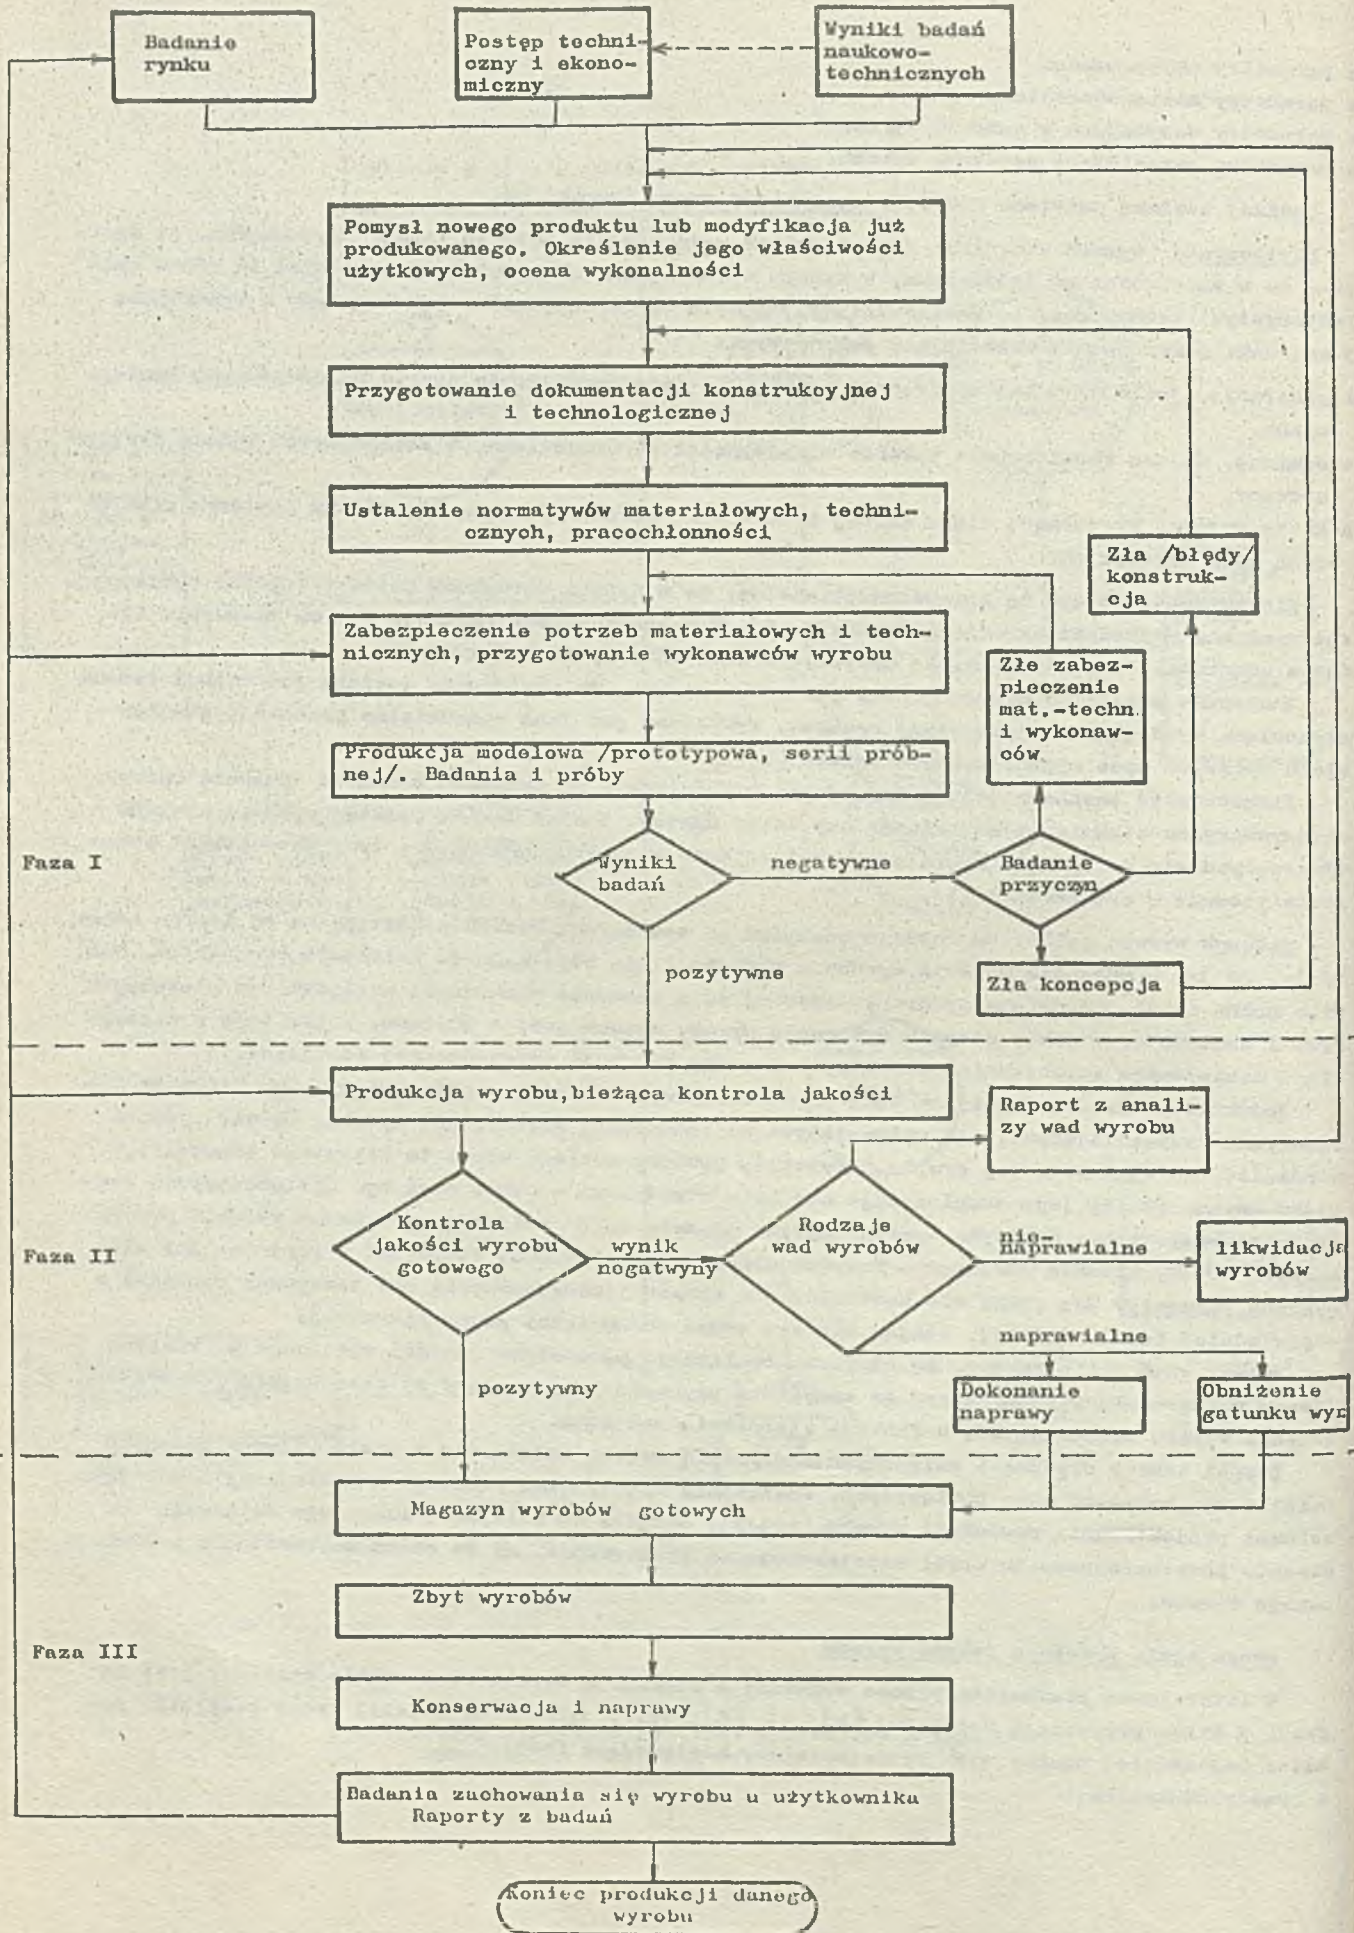 Badanie
rynku
Postęp techni-
czny i ekono-
miczny
Wyniki badań
naukowo-
technicznych
Pomysł nowego produktu lub modyfikacja już
produkowanego. Określenie jego właściwości
użytkowych, ocena wykonalności
Przygotowanie dokumentacji konstrukcyjnej
i technologicznej
Ustalenie normatywów materiałowych, techni-
cznych, pracochłonności
Zła /błędy/
konstruk-
cja
Zabezpieczenie potrzeb materiałowych i tech-
nicznych, przygotowanie wykonawców wyrobu
Złe zabez-
pieczenie
mat.-techn.
i wykonaw-
ców
Produkcja modelowa /prototypowa, serii prób-
nej/. Badania i próby
Faza I
Wyniki
badań
negatywne
Badanie
przyczyn
pozytywne
Zła koncepcja
Produkcja wyrobu,bieżąca kontrola jakości
Raport z anali-
zy wad wyrobu
Faza II
Kontrola
jakości wyrobu
gotowego
wynik
negatwyny
Rodzaje
wad wyrobów
nie-
naprawialne
likwidacja
wyrobów
naprawialne
pozytywny
Dokonanie
naprawy
Obniżenie
gatunku wyr
Magazyn wyrobów gotowych
Zbyt wyrobów
Faza III
Konserwacja i naprawy
Badania zachowania się wyrobu u użytkownika
Raporty z badań
Koniec produkcji danego
wyrobu